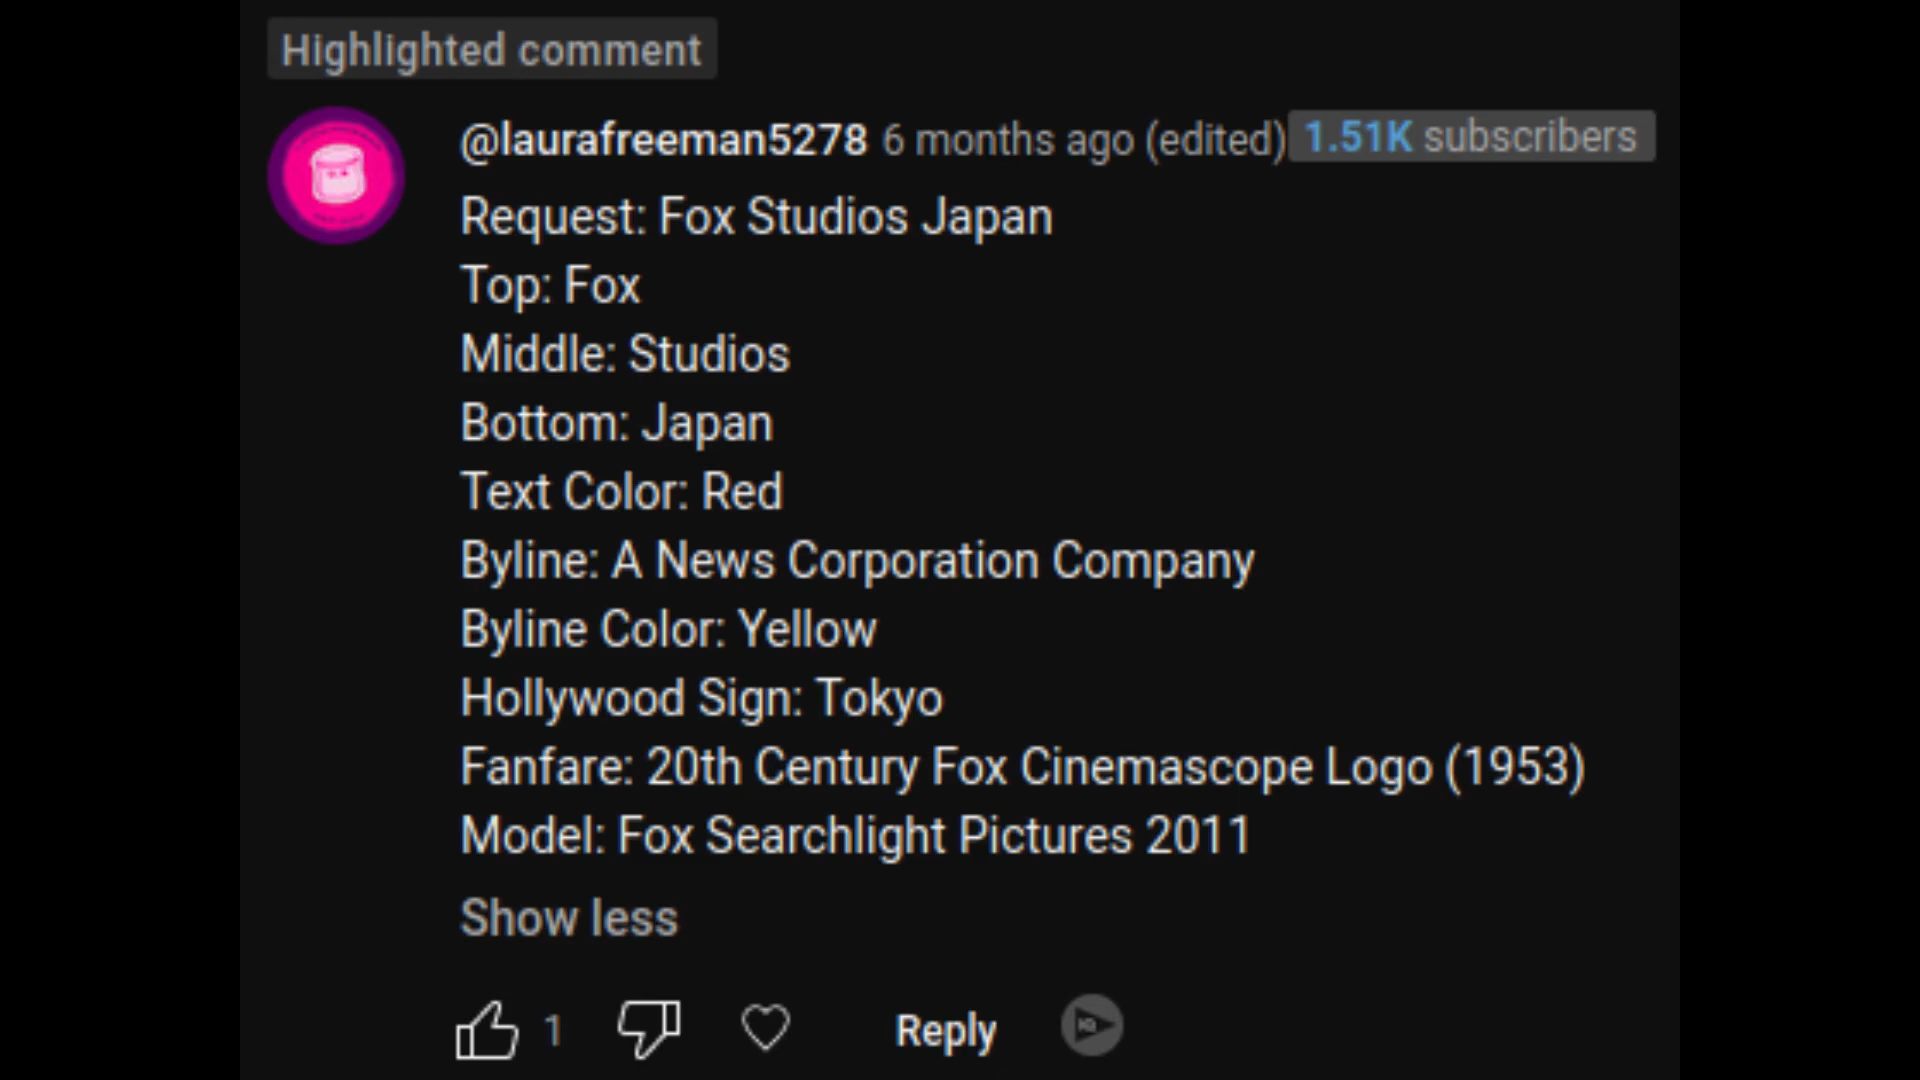 Highlighted comment
@laurafreeman5278 6 months ago (edited) 1.51K subscribers
Request: Fox Studios Japan
Top: Fox
Middle: Studios
Bottom: Japan
Text Color: Red
Byline: A News Corporation Company
Byline Color: Yellow
Hollywood Sign: Tokyo
Fanfare: 20th Century Fox Cinemascope Logo (1953)
Model: Fox Searchlight Pictures 2011
Show less
1 Reply